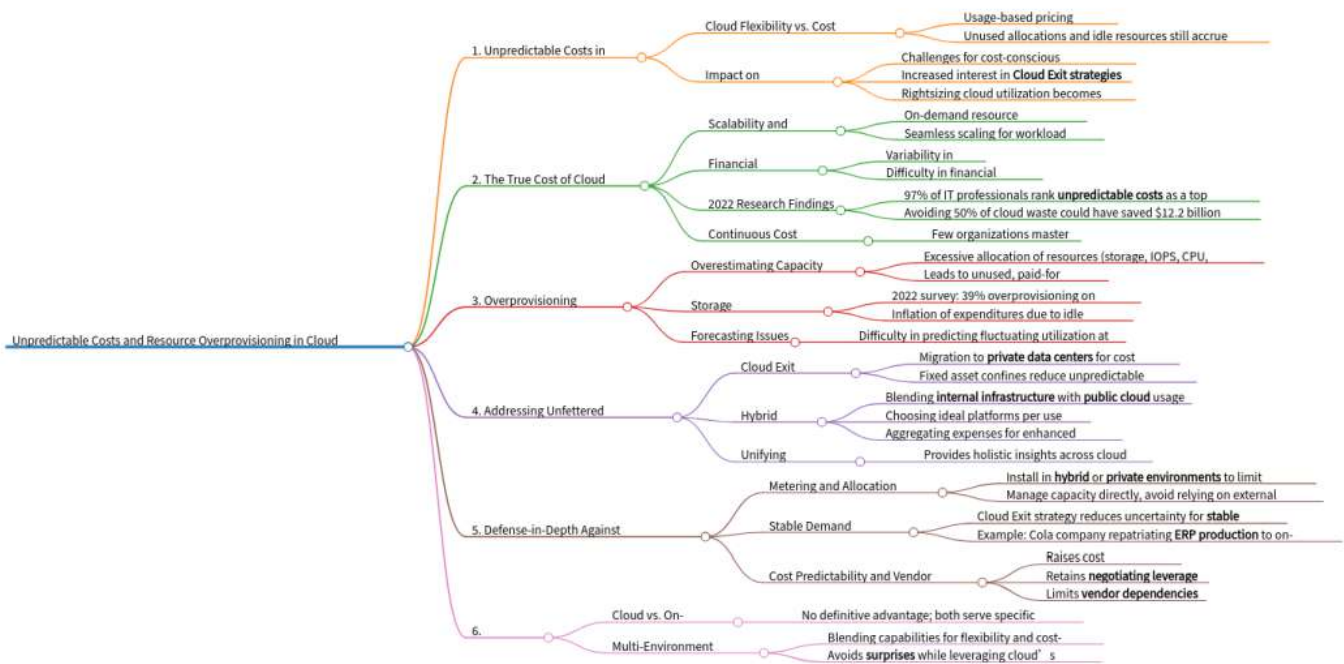 Unpredictable Costs and Resource Overprovisioning in Cloud
1. Unpredictable Costs in
Cloud Flexibility vs. Cost
Usage-based pricing
Unused allocations and idle resources still accrue
Impact on
Challenges for cost-conscious
Increased interest in Cloud Exit strategies
Rightsizing cloud utilization becomes
2. The True Cost of Cloud
Scalability and
On-demand resource
Seamless scaling for workload
Financial
Variability in
Difficulty in financial
2022 Research Findings
97% of IT professionals rank unpredictable costs as a top
Avoiding 50% of cloud waste could have saved $12.2 billion
Continuous Cost
Few organizations master
3. Overprovisioning
Overestimating Capacity
Excessive allocation of resources (storage, IOPS, CPU,
Leads to unused, paid-for
Storage
2022 survey: 39% overprovisioning on
Inflation of expenditures due to idle
Forecasting Issues
Difficulty in predicting fluctuating utilization at
4. Addressing Unfettered
Cloud Exit
Migration to private data centers for cost
Fixed asset confines reduce unpredictable
Hybrid
Blending internal infrastructure with public cloud usage
Choosing ideal platforms per use
Aggregating expenses for enhanced
Unifying
Provides holistic insights across cloud
5. Defense-in-Depth Against
Metering and Allocation
Install in hybrid or private environments to limit
Manage capacity directly, avoid relying on external
Stable Demand
Cloud Exit strategy reduces uncertainty for stable
Example: Cola company repatriating ERP production to on-
Cost Predictability and Vendor
Raises cost
Retains negotiating leverage
Limits vendor dependencies
6.
Cloud vs. On-
No definitive advantage; both serve specific
Multi-Environment
Blending capabilities for flexibility and cost-
Avoids surprises while leveraging cloud's